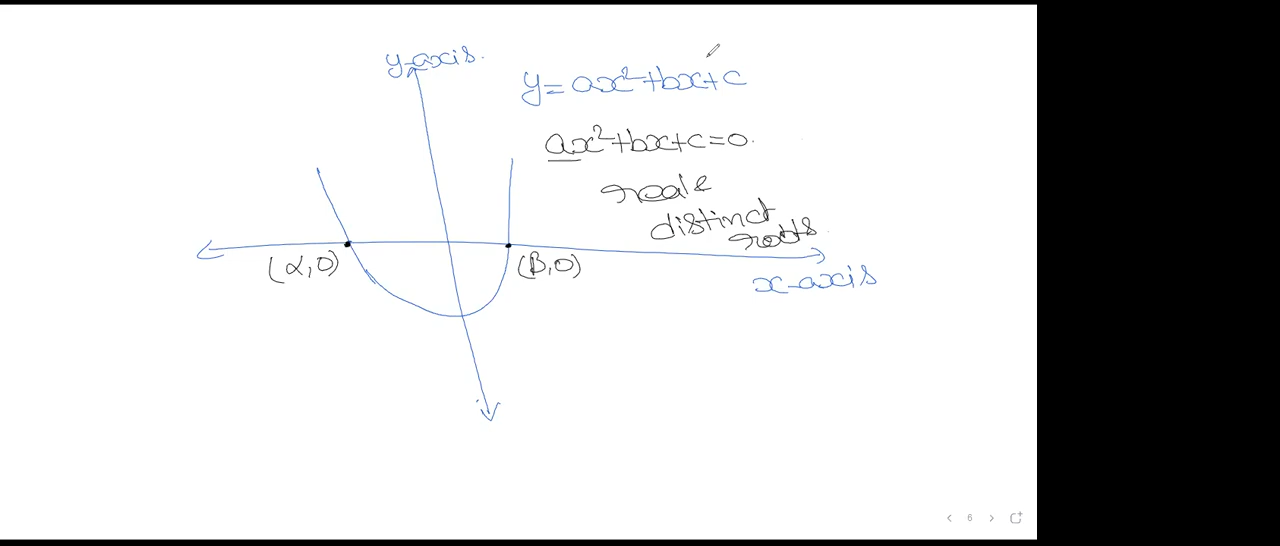 y-axis.
y = ax²+bx+c
ax²+bx+c=0.
real &
distinct
roots.
(α,0)
(β,0)
x-axis
6